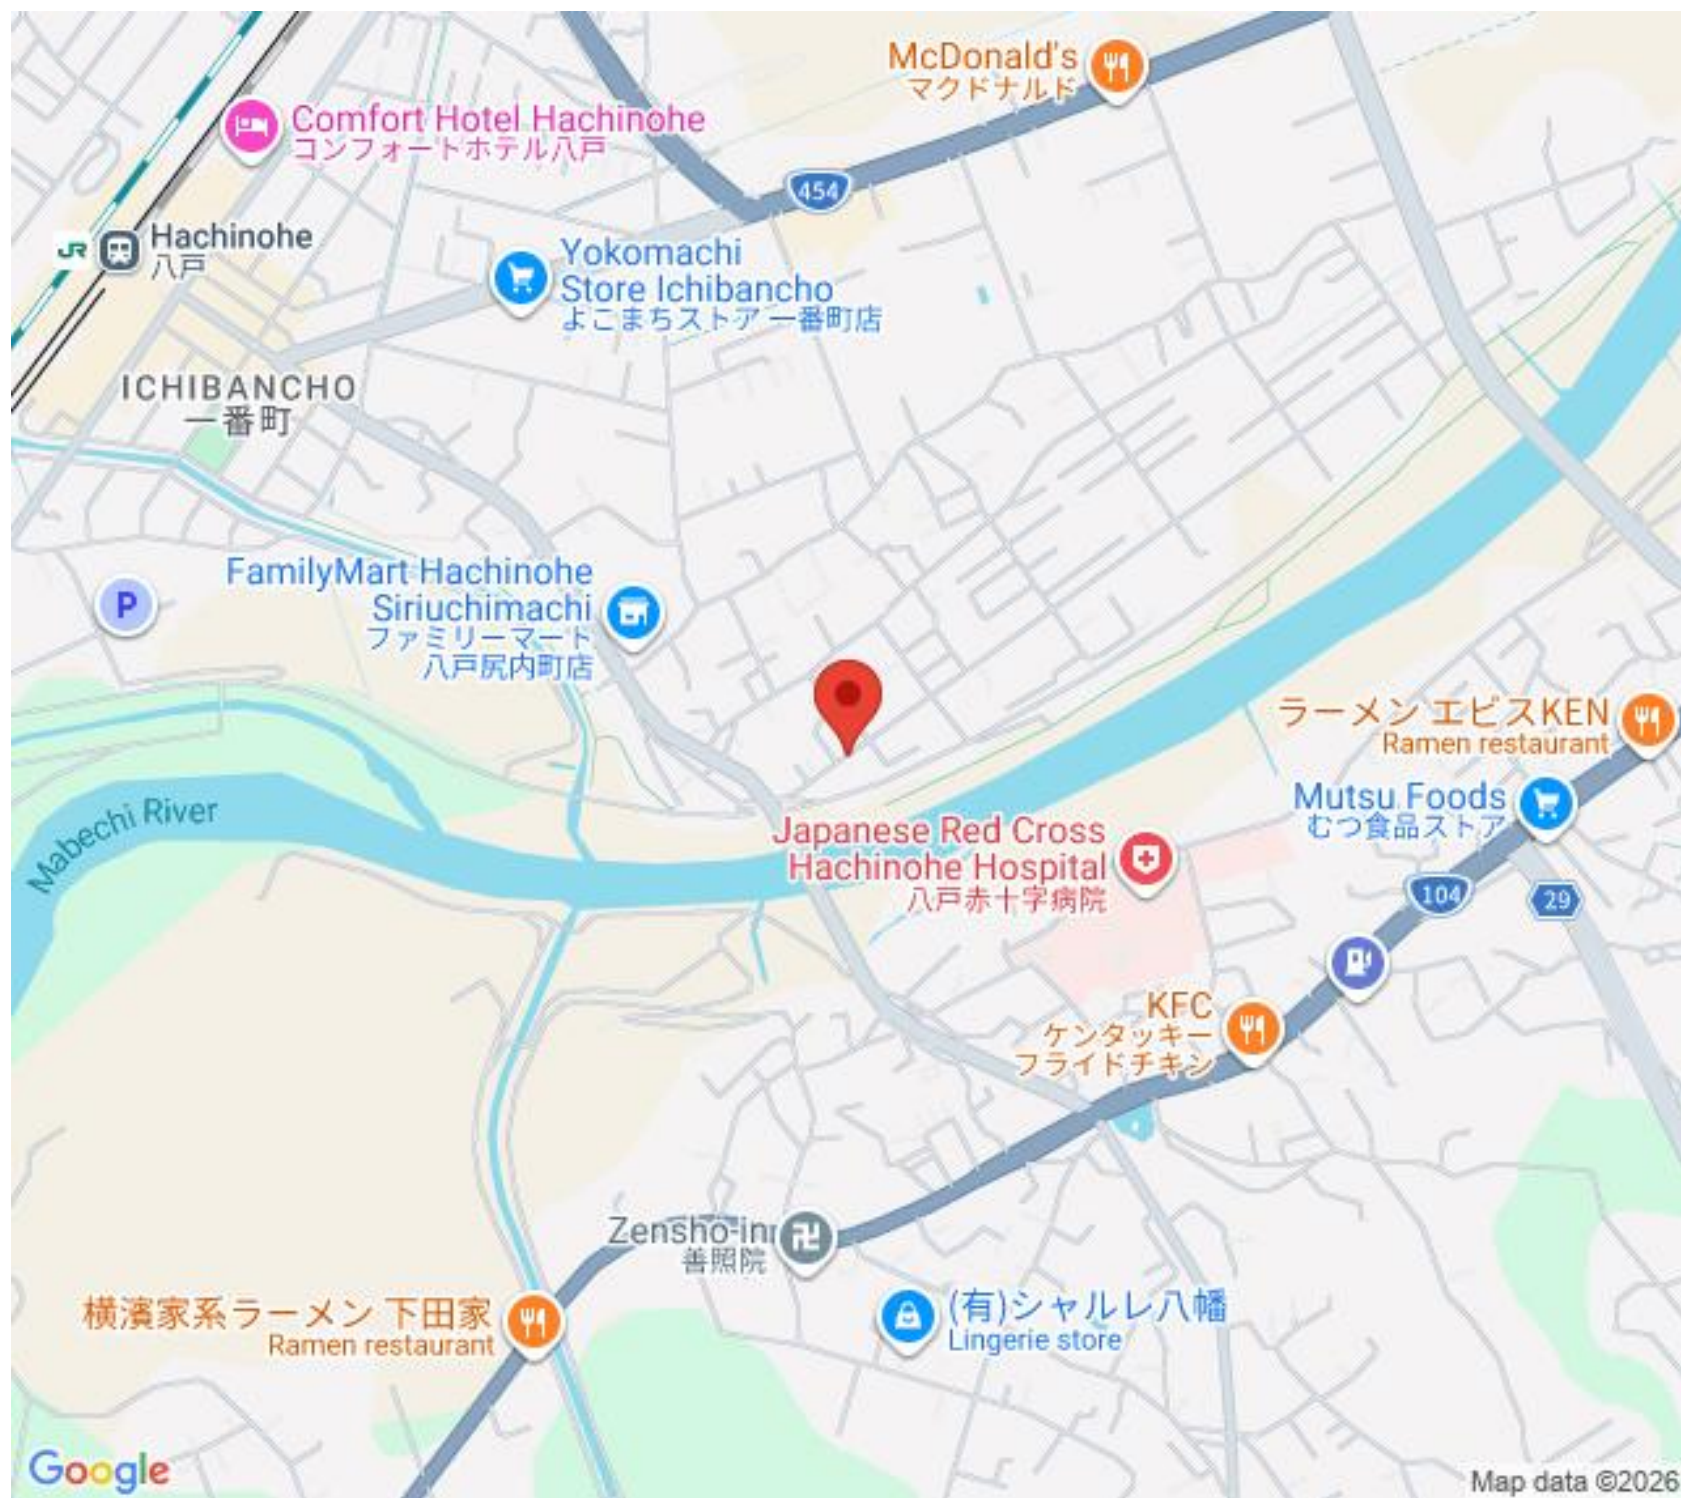 McDonald's
マクドナルド
Comfort Hotel Hachinohe
コンフォートホテル八戸
454
JR
Hachinohe
八戸
Yokomachi
Store Ichibancho
よこまちストア 一番町店
ICHIBANCHO
一番町
FamilyMart Hachinohe
Siriuchimachi
ファミリーマート
八戸尻内町店
P
ラーメン エビスKEN
Ramen restaurant
Mutsu Foods
むつ食品ストア
Mabechi River
Japanese Red Cross
Hachinohe Hospital
八戸赤十字病院
104
29
KFC
ケンタッキー
フライドチキン
Zensho-in
善照院
横濱家系ラーメン 下田家
Ramen restaurant
(有)シャルレ八幡
Lingerie store
Google
Map data ©2026